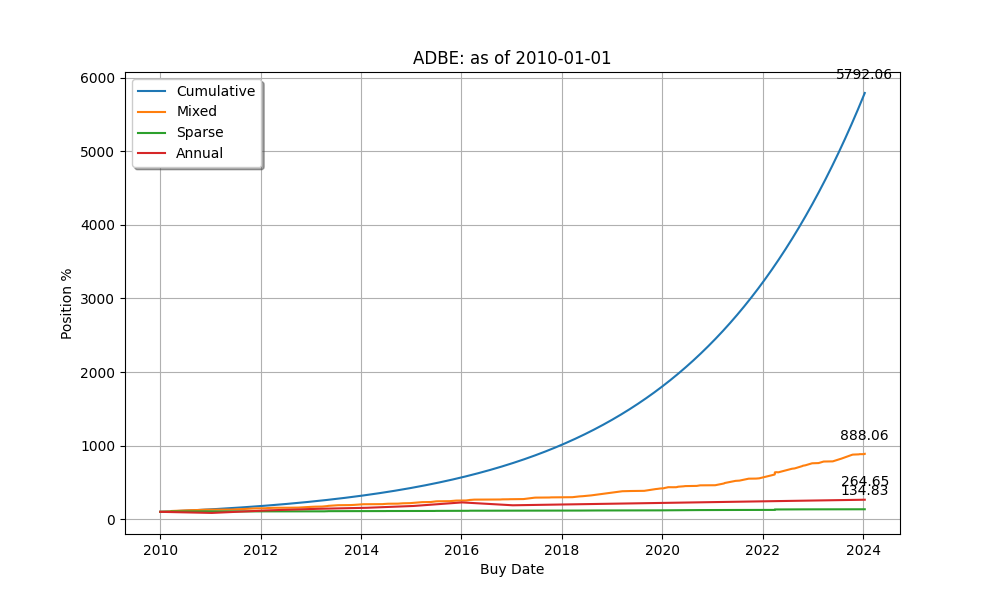 ADBE: as of 2010-01-01
6000
5000
4000
3000
2000
1000
0
Position %
Cumulative
Mixed
Sparse
Annual
5792.06
888.06
264.65
134.83
2010 2012 2014 2016 2018 2020 2022 2024
Buy Date